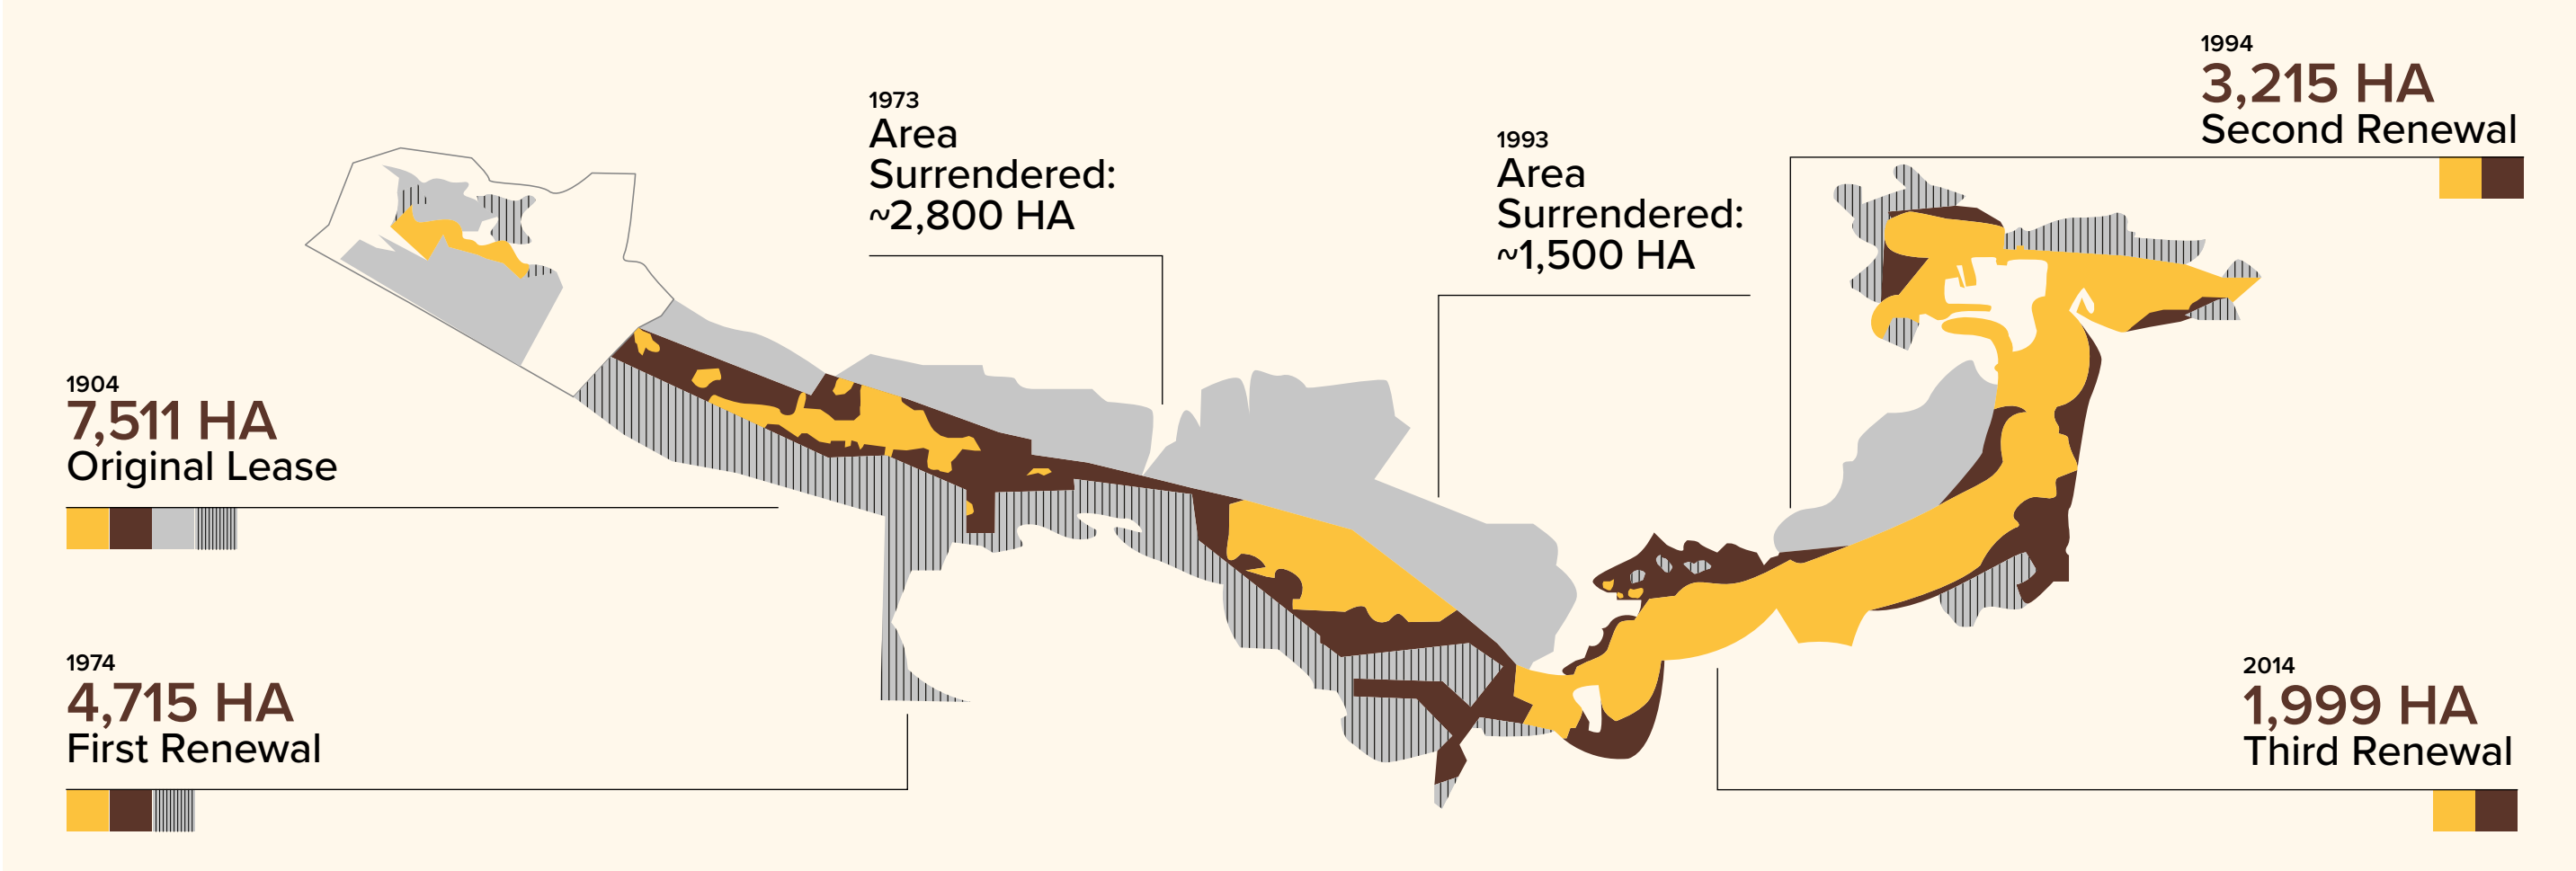 1904
7,511 HA
Original Lease
1974
4,715 HA
First Renewal
1973
Area
Surrendered:
~2,800 HA
1993
Area
Surrendered:
~1,500 HA
1994
3,215 HA
Second Renewal
2014
1,999 HA
Third Renewal